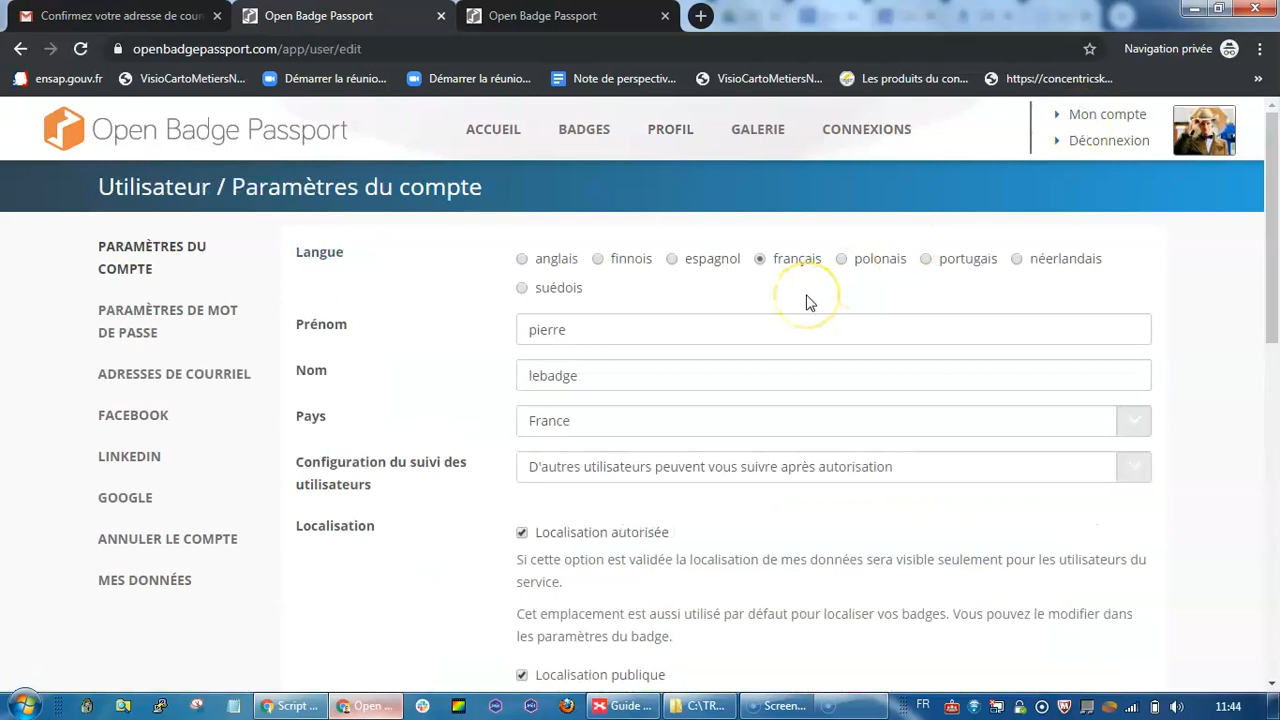 Confirmez votre adresse de cou
Open Badge Passport
Open Badge Passport
openbadgepassport.com/app/user/edit
Navigation privée
ensap.gouv.fr
VisioCartoMetiersN...
Démarrer la réunio...
Démarrer la réunio...
Note de perspectiv...
VisioCartoMetiersN...
Les produits du con...
https://concentricsk...
»
Open Badge Passport
ACCUEIL
BADGES
PROFIL
GALERIE
CONNEXIONS
Mon compte
Déconnexion
Utilisateur / Paramètres du compte
PARAMÈTRES DU
COMPTE
PARAMÈTRES DE MOT
DE PASSE
ADRESSES DE COURRIEL
FACEBOOK
LINKEDIN
GOOGLE
ANNULER LE COMPTE
MES DONNÉES
Langue
anglais
finnois
espagnol
français
polonais
portugais
néerlandais
suédois
Prénom
pierre
Nom
lebadge
Pays
France
Configuration du suivi des
utilisateurs
D'autres utilisateurs peuvent vous suivre après autorisation
Localisation
Localisation autorisée
Si cette option est validée la localisation de mes données sera visible seulement pour les utilisateurs du
service.
Cet emplacement est aussi utilisé par défaut pour localiser vos badges. Vous pouvez le modifier dans
les paramètres du badge.
Localisation publique
Script ...
Open ...
Guide ...
C:\TR...
Screen...
FR
11:44